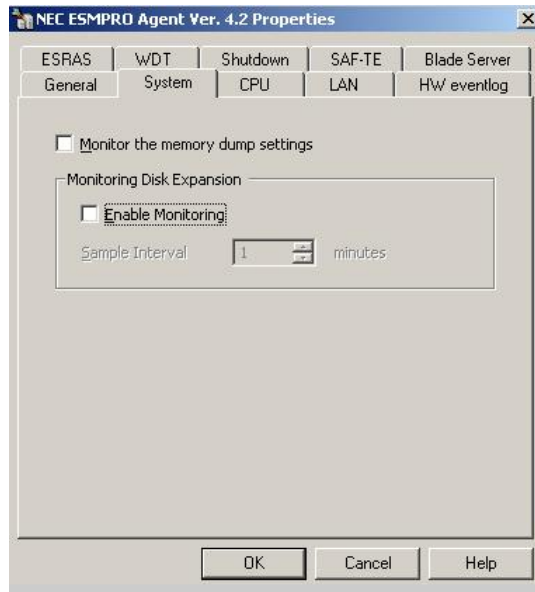 NEC ESMPRO Agent Ver. 4.2 Properties
ESRAS WDT Shutdown SAF-TE Blade Server
General System CPU LAN HW eventlog
Monitor the memory dump settings
Monitoring Disk Expansion
Enable Monitoring
Sample Interval 1 minutes
OK Cancel Help